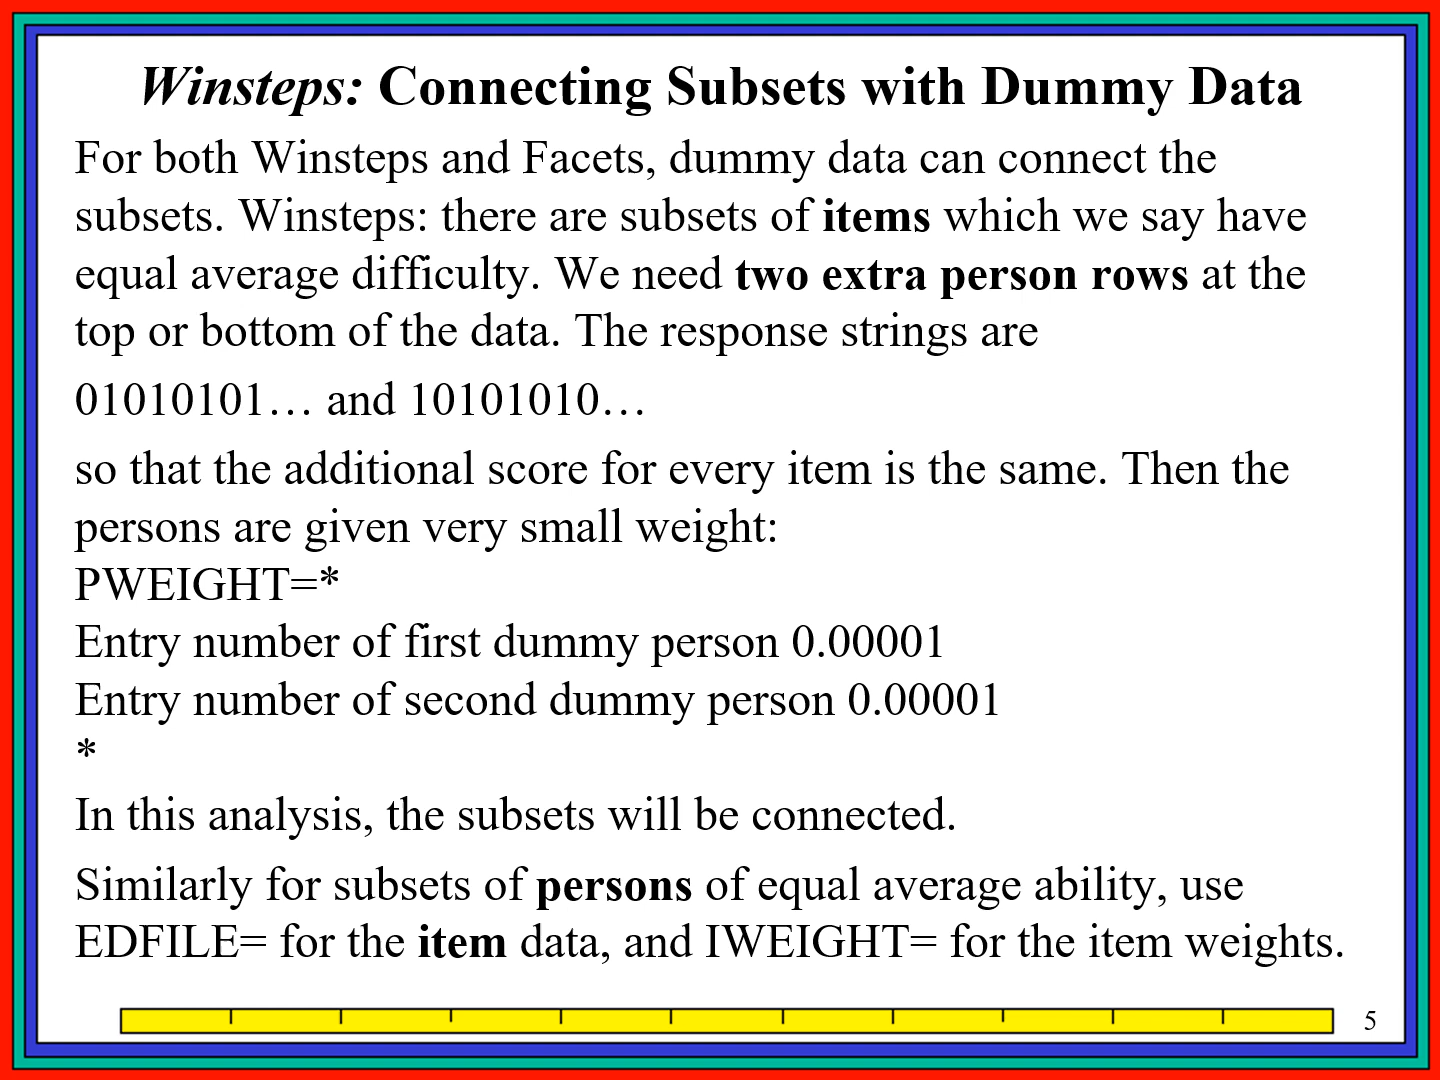 Winsteps: Connecting Subsets with Dummy Data
For both Winsteps and Facets, dummy data can connect the
subsets. Winsteps: there are subsets of items which we say have
equal average difficulty. We need two extra person rows at the
top or bottom of the data. The response strings are
01010101… and 10101010…
so that the additional score for every item is the same. Then the
persons are given very small weight:
PWEIGHT=*
Entry number of first dummy person 0.00001
Entry number of second dummy person 0.00001
*
In this analysis, the subsets will be connected.
Similarly for subsets of persons of equal average ability, use
EDFILE= for the item data, and IWEIGHT= for the item weights.
5